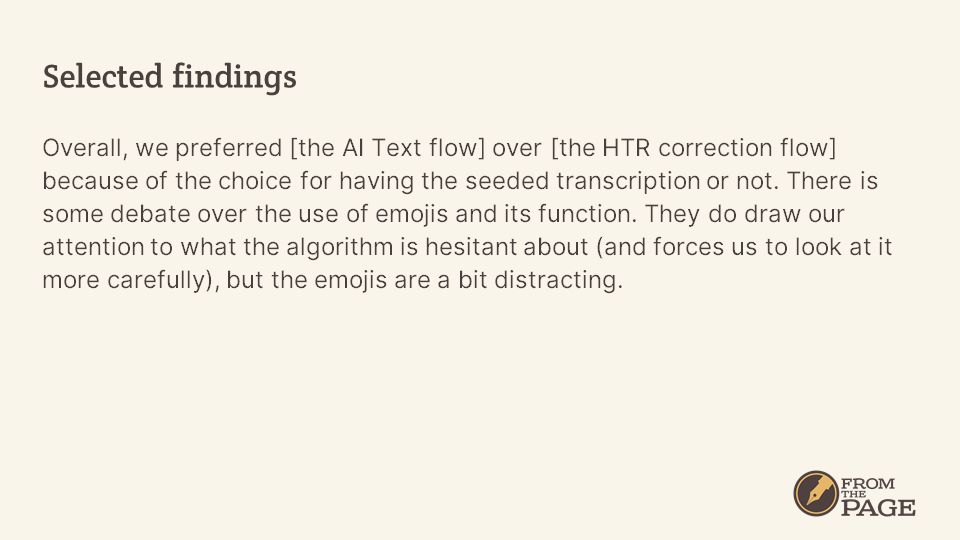 Selected findings
Overall, we preferred [the AI Text flow] over [the HTR correction flow]
because of the choice for having the seeded transcription or not. There is
some debate over the use of emojis and its function. They do draw our
attention to what the algorithm is hesitant about (and forces us to look at it
more carefully), but the emojis are a bit distracting.
FROM
THE
PAGE